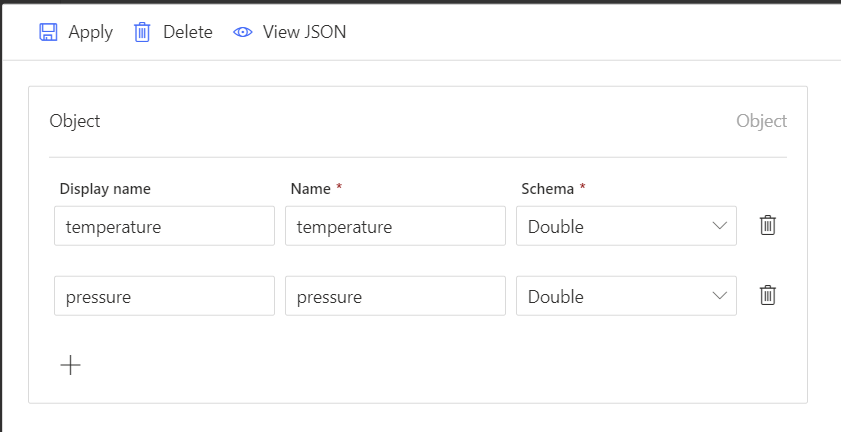 Apply Delete View JSON
Object Object
Display name Name * Schema *
temperature temperature Double
pressure pressure Double